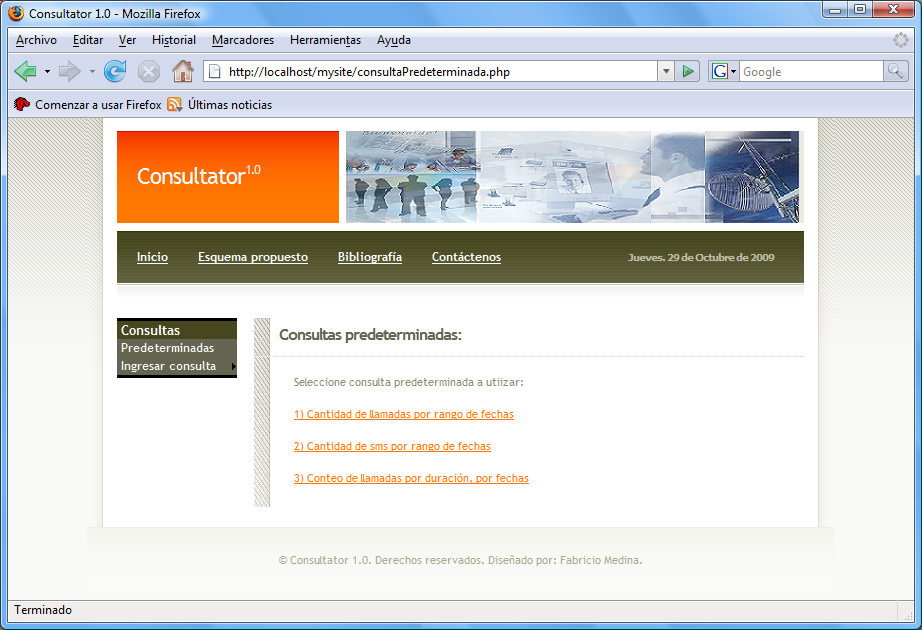 Consultator 1.0 - Mozilla Firefox
Archivo Editar Ver Historial Marcadores Herramientas Ayuda
http://localhost/mysite/consultaPredeterminada.php
G Google
Comenzar a usar Firefox Últimas noticias
Bienvenido!
Consultator1.0
Inicio Esquema propuesto Bibliografía Contáctenos Jueves. 29 de Octubre de 2009
Consultas
Predeterminadas
Ingresar consulta
Consultas predeterminadas:
Seleccione consulta predeterminada a utiizar:
1) Cantidad de llamadas por rango de fechas
2) Cantidad de sms por rango de fechas
3) Conteo de llamadas por duración, por fechas
© Consultator 1.0. Derechos reservados. Diseñado por: Fabricio Medina.
Terminado